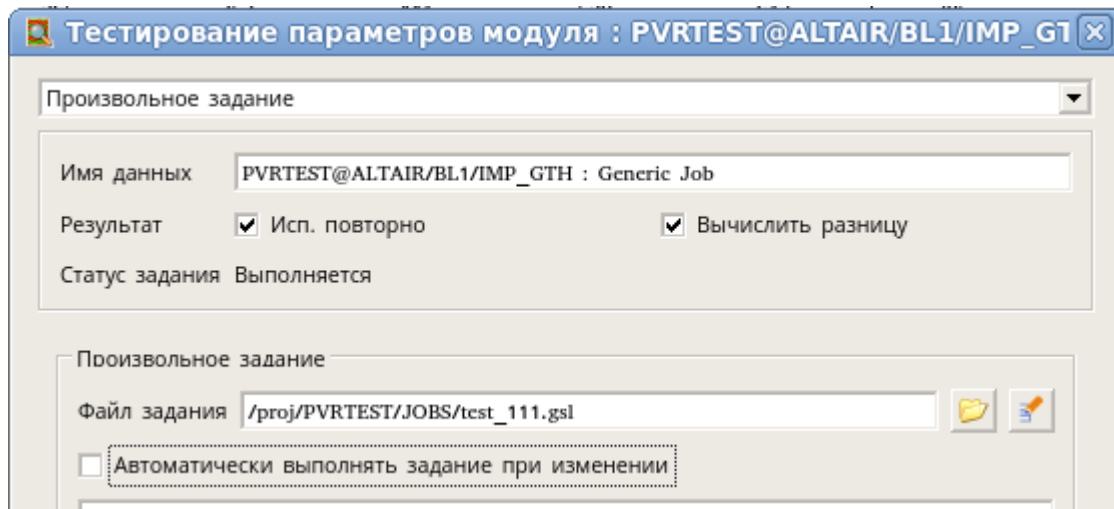 Тестирование параметров модуля : PVRTEST@ALTAIR/BL1/IMP_GT
Произвольное задание
Имя данных PVRTEST@ALTAIR/BL1/IMP_GTH : Generic Job
Результат Исп. повторно Вычислить разницу
Статус задания Выполняется
Произвольное задание
Файл задания /proj/PVRTEST/JOBS/test_111.gsl
Автоматически выполнять задание при изменении